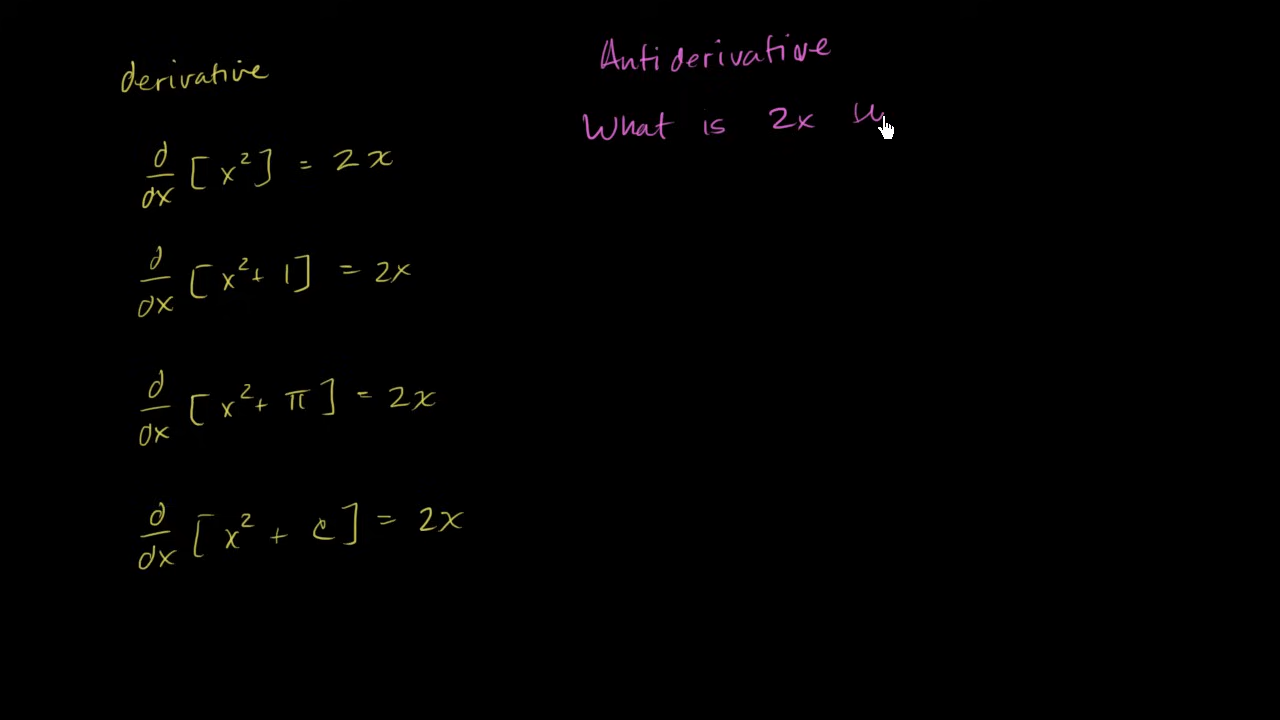 derivative
d/dx [x² ] = 2x
d/dx [x² + 1] = 2x
d/dx [x² + π] = 2x
d/dx [x² + c] = 2x
Antiderivative
What is 2x